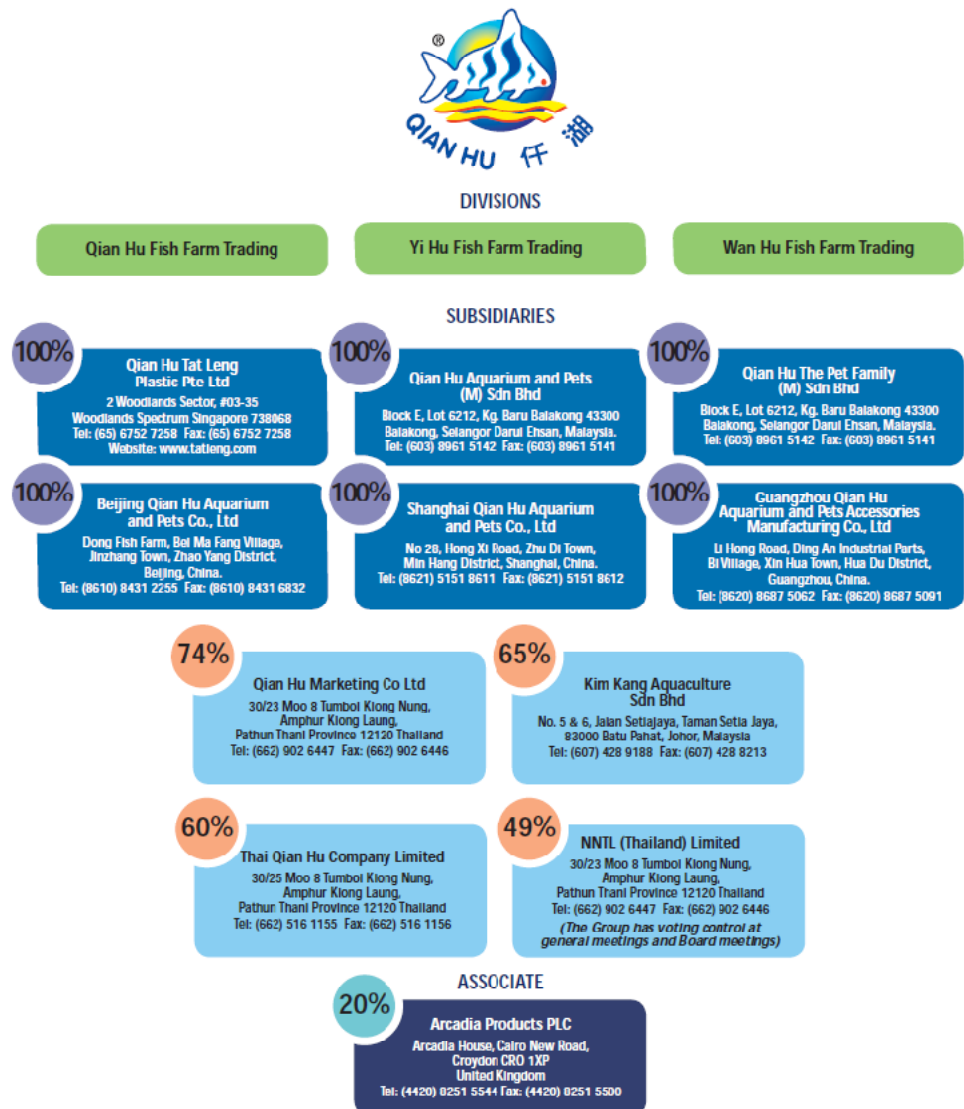 ®
QIAN HU 仟湖
DIVISIONS
Qian Hu Fish Farm Trading
Yi Hu Fish Farm Trading
Wan Hu Fish Farm Trading
SUBSIDIARIES
100%
Qian Hu Tat Leng
Plastic Pte Ltd
2 Woodlands Sector, #03-35
Woodlands Spectrum Singapore 738068
Tel: (65) 6752 7258 Fax: (65) 6752 7258
Website: www.tatleng.com
100%
Qian Hu Aquarium and Pets
(M) Sdn Bhd
Block E, Lot 6212, Kg. Baru Balakong 43300
Balakong, Selangor Darul Ehsan, Malaysia.
Tel: (603) 8961 5142 Fax: (603) 8961 5141
100%
Qian Hu The Pet Family
(M) Sdn Bhd
Block E, Lot 6212, Kg. Baru Balakong 43300
Balakong, Selangor Darul Ehsan, Malaysia.
Tel: (603) 8961 5142 Fax: (603) 8961 5141
100%
Beijing Qian Hu Aquarium
and Pets Co., Ltd
Dong Fish Farm, Bei Ma Fang Village,
Jinzhang Town, Zhao Yang District,
Beijing, China.
Tel: (8610) 8431 2255 Fax: (8610) 8431 6832
100%
Shanghai Qian Hu Aquarium
and Pets Co., Ltd
No 28, Hong Xi Road, Zhu Di Town,
Min Hang District, Shanghai, China.
Tel: (8621) 5151 8611 Fax: (8621) 5151 8612
100%
Guangzhou Qian Hu
Aquarium and Pets Accessories
Manufacturing Co., Ltd
Li Hong Road, Ding An Industrial Parts,
Bi Village, Xin Hua Town, Hua Du District,
Guangzhou, China.
Tel: (8620) 8687 5062 Fax: (8620) 8687 5091
74%
Qian Hu Marketing Co Ltd
30/23 Moo 8 Tumbol Klong Nung,
Amphur Klong Laung,
Pathun Thani Province 12120 Thailand
Tel: (662) 902 6447 Fax: (662) 902 6446
65%
Kim Kang Aquaculture
Sdn Bhd
No. 5 & 6, Jalan Setiajaya, Taman Setia Jaya,
83000 Batu Pahat, Johor, Malaysia
Tel: (607) 428 9188 Fax: (607) 428 8213
60%
Thai Qian Hu Company Limited
30/25 Moo 8 Tumbol Klong Nung,
Amphur Klong Laung,
Pathun Thani Province 12120 Thailand
Tel: (662) 516 1155 Fax: (662) 516 1156
49%
NNTL (Thailand) Limited
30/23 Moo 8 Tumbol Klong Nung,
Amphur Klong Laung,
Pathun Thani Province 12120 Thailand
Tel: (662) 902 6447 Fax: (662) 902 6446
(The Group has voting control at
general meetings and Board meetings)
ASSOCIATE
20%
Arcadia Products PLC
Arcadia House, Cairo New Road,
Croydon CRO 1XP
United Kingdom
Tel: (4420) 8251 5544 Fax: (4420) 8251 5500